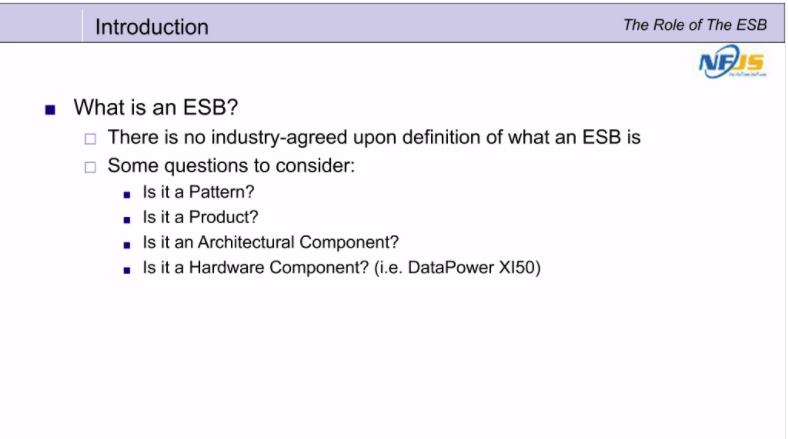 Introduction
The Role of The ESB
NFJS
What is an ESB?
There is no industry-agreed upon definition of what an ESB is
Some questions to consider:
Is it a Pattern?
Is it a Product?
Is it an Architectural Component?
Is it a Hardware Component? (i.e. DataPower XI50)